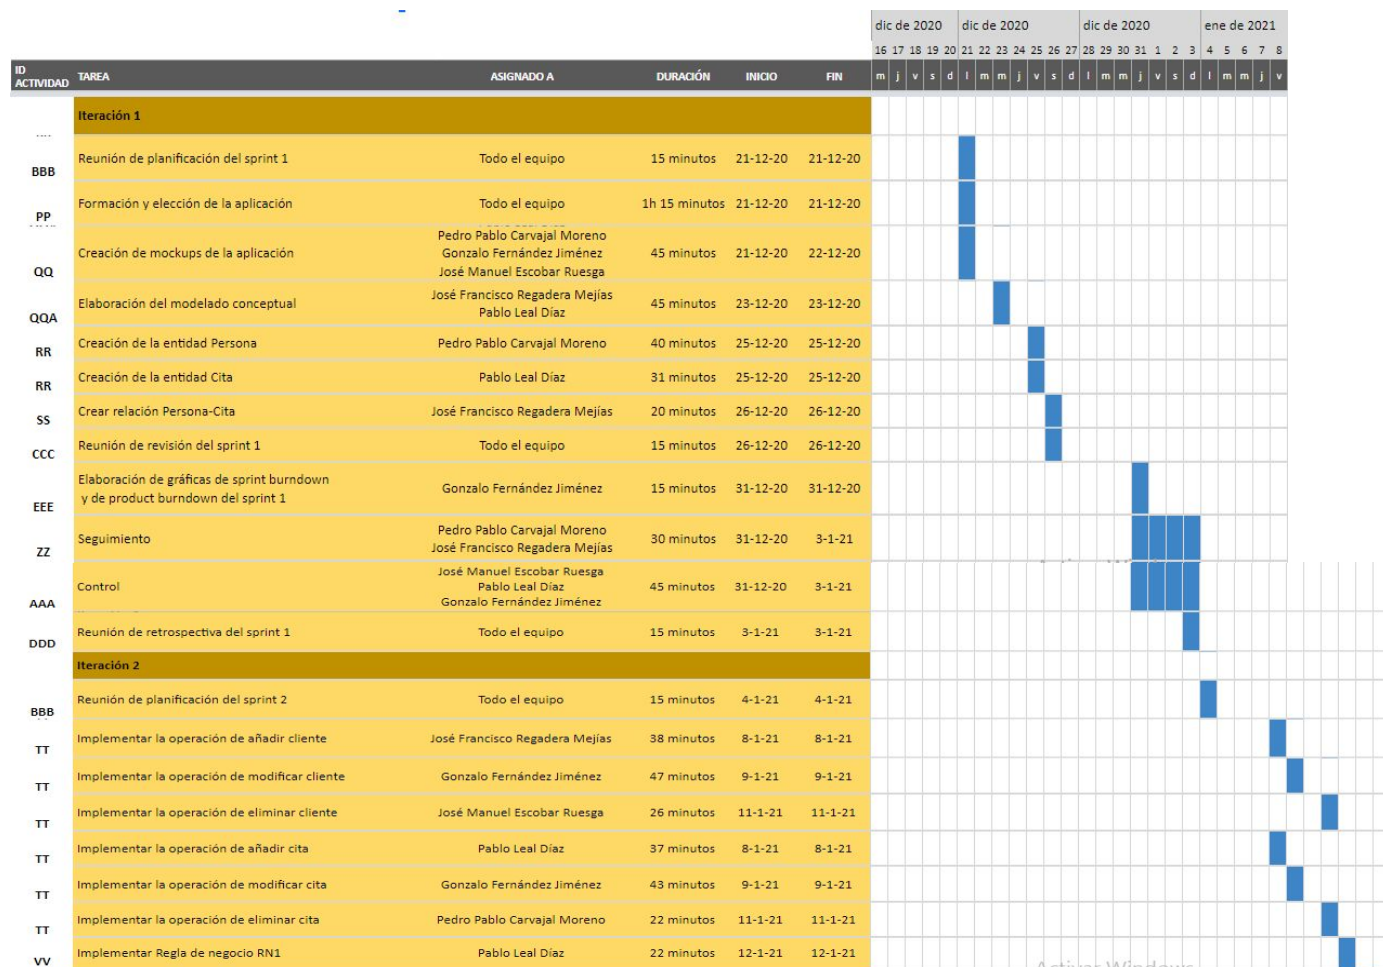 dic de 2020 dic de 2020 dic de 2020 ene de 2021
16 17 18 19 20 21 22 23 24 25 26 27 28 29 30 31 1 2 3 4 5 6 7 8
ID
ACTIVIDAD TAREA ASIGNADO A DURACIÓN INICIO FIN m j v s d l m m j v s d l m m j v s d l m m j v
Iteración 1
BBB Reunión de planificación del sprint 1 Todo el equipo 15 minutos 21-12-20 21-12-20
PP Formación y elección de la aplicación Todo el equipo 1h 15 minutos 21-12-20 21-12-20
Pedro Pablo Carvajal Moreno
QQ Creación de mockups de la aplicación Gonzalo Fernández Jiménez 45 minutos 21-12-20 22-12-20
José Manuel Escobar Ruesga
José Francisco Regadera Mejías
QQA Elaboración del modelado conceptual 45 minutos 23-12-20 23-12-20
Pablo Leal Díaz
RR Creación de la entidad Persona Pedro Pablo Carvajal Moreno 40 minutos 25-12-20 25-12-20
RR Creación de la entidad Cita Pablo Leal Díaz 31 minutos 25-12-20 25-12-20
SS Crear relación Persona-Cita José Francisco Regadera Mejías 20 minutos 26-12-20 26-12-20
CCC Reunión de revisión del sprint 1 Todo el equipo 15 minutos 26-12-20 26-12-20
Elaboración de gráficas de sprint burndown
EEE y de product burndown del sprint 1 Gonzalo Fernández Jiménez 15 minutos 31-12-20 31-12-20
Pedro Pablo Carvajal Moreno
ZZ Seguimiento 30 minutos 31-12-20 3-1-21
José Francisco Regadera Mejías
José Manuel Escobar Ruesga
AAA Control Pablo Leal Díaz 45 minutos 31-12-20 3-1-21
Gonzalo Fernández Jiménez
DDD Reunión de retrospectiva del sprint 1 Todo el equipo 15 minutos 3-1-21 3-1-21
Iteración 2
BBB Reunión de planificación del sprint 2 Todo el equipo 15 minutos 4-1-21 4-1-21
TT Implementar la operación de añadir cliente José Francisco Regadera Mejías 38 minutos 8-1-21 8-1-21
TT Implementar la operación de modificar cliente Gonzalo Fernández Jiménez 47 minutos 9-1-21 9-1-21
TT Implementar la operación de eliminar cliente José Manuel Escobar Ruesga 26 minutos 11-1-21 11-1-21
TT Implementar la operación de añadir cita Pablo Leal Díaz 37 minutos 8-1-21 8-1-21
TT Implementar la operación de modificar cita Gonzalo Fernández Jiménez 43 minutos 9-1-21 9-1-21
TT Implementar la operación de eliminar cita Pedro Pablo Carvajal Moreno 22 minutos 11-1-21 11-1-21
VV Implementar Regla de negocio RN1 Pablo Leal Díaz 22 minutos 12-1-21 12-1-21
Activar Windows